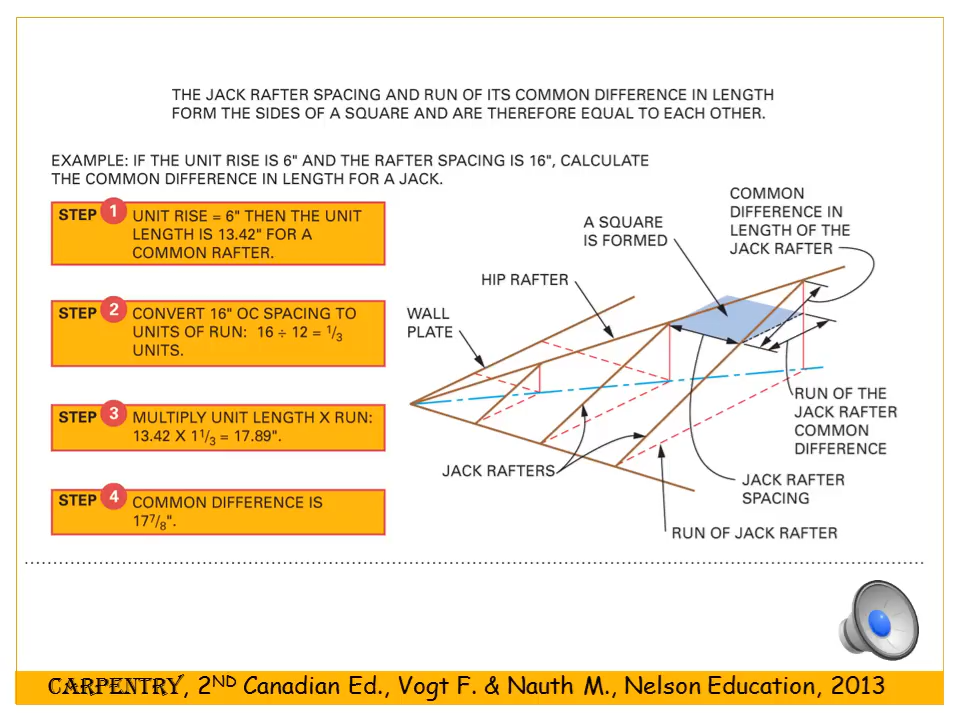 THE JACK RAFTER SPACING AND RUN OF ITS COMMON DIFFERENCE IN LENGTH
FORM THE SIDES OF A SQUARE AND ARE THEREFORE EQUAL TO EACH OTHER.
EXAMPLE: IF THE UNIT RISE IS 6" AND THE RAFTER SPACING IS 16", CALCULATE
THE COMMON DIFFERENCE IN LENGTH FOR A JACK.
STEP 1 UNIT RISE = 6" THEN THE UNIT
LENGTH IS 13.42" FOR A
COMMON RAFTER.
STEP 2 CONVERT 16" OC SPACING TO
UNITS OF RUN: 16 ÷ 12 = 1/3
UNITS.
STEP 3 MULTIPLY UNIT LENGTH X RUN:
13.42 X 1 1/3 = 17.89".
STEP 4 COMMON DIFFERENCE IS
17 7/8".
COMMON
DIFFERENCE IN
LENGTH OF THE
JACK RAFTER
A SQUARE
IS FORMED
HIP RAFTER
WALL
PLATE
RUN OF THE
JACK RAFTER
COMMON
DIFFERENCE
JACK RAFTERS
JACK RAFTER
SPACING
RUN OF JACK RAFTER
CARPENTRY, 2ND Canadian Ed., Vogt F. & Nauth M., Nelson Education, 2013